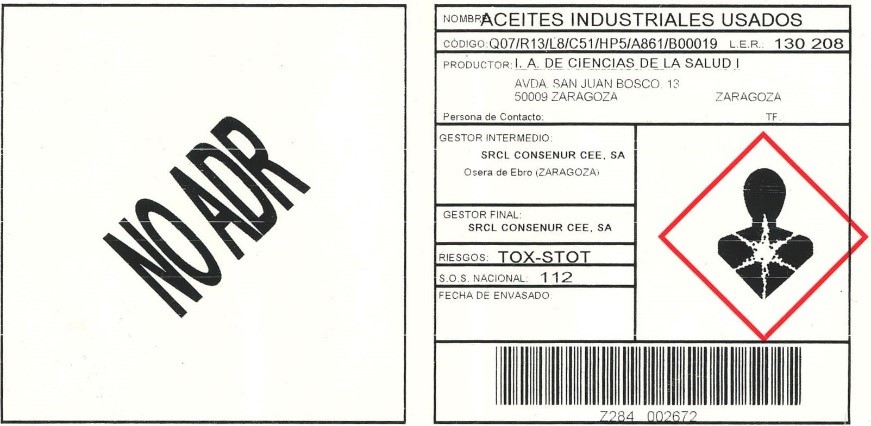 NO ADR
NOMBRE ACEITES INDUSTRIALES USADOS
CÓDIGO: Q07/R13/L8/C51/HP5/A861/B00019 L.E.R.: 130 208
PRODUCTOR: I. A. DE CIENCIAS DE LA SALUD I
AVDA. SAN JUAN BOSCO, 13
50009 ZARAGOZA ZARAGOZA
Persona de Contacto: TF.
GESTOR INTERMEDIO:
SRCL CONSENUR CEE, SA
Osera de Ebro (ZARAGOZA)
GESTOR FINAL:
SRCL CONSENUR CEE, SA
RIESGOS: TOX-STOT
S.O.S. NACIONAL: 112
FECHA DE ENVASADO:
Z284 002672